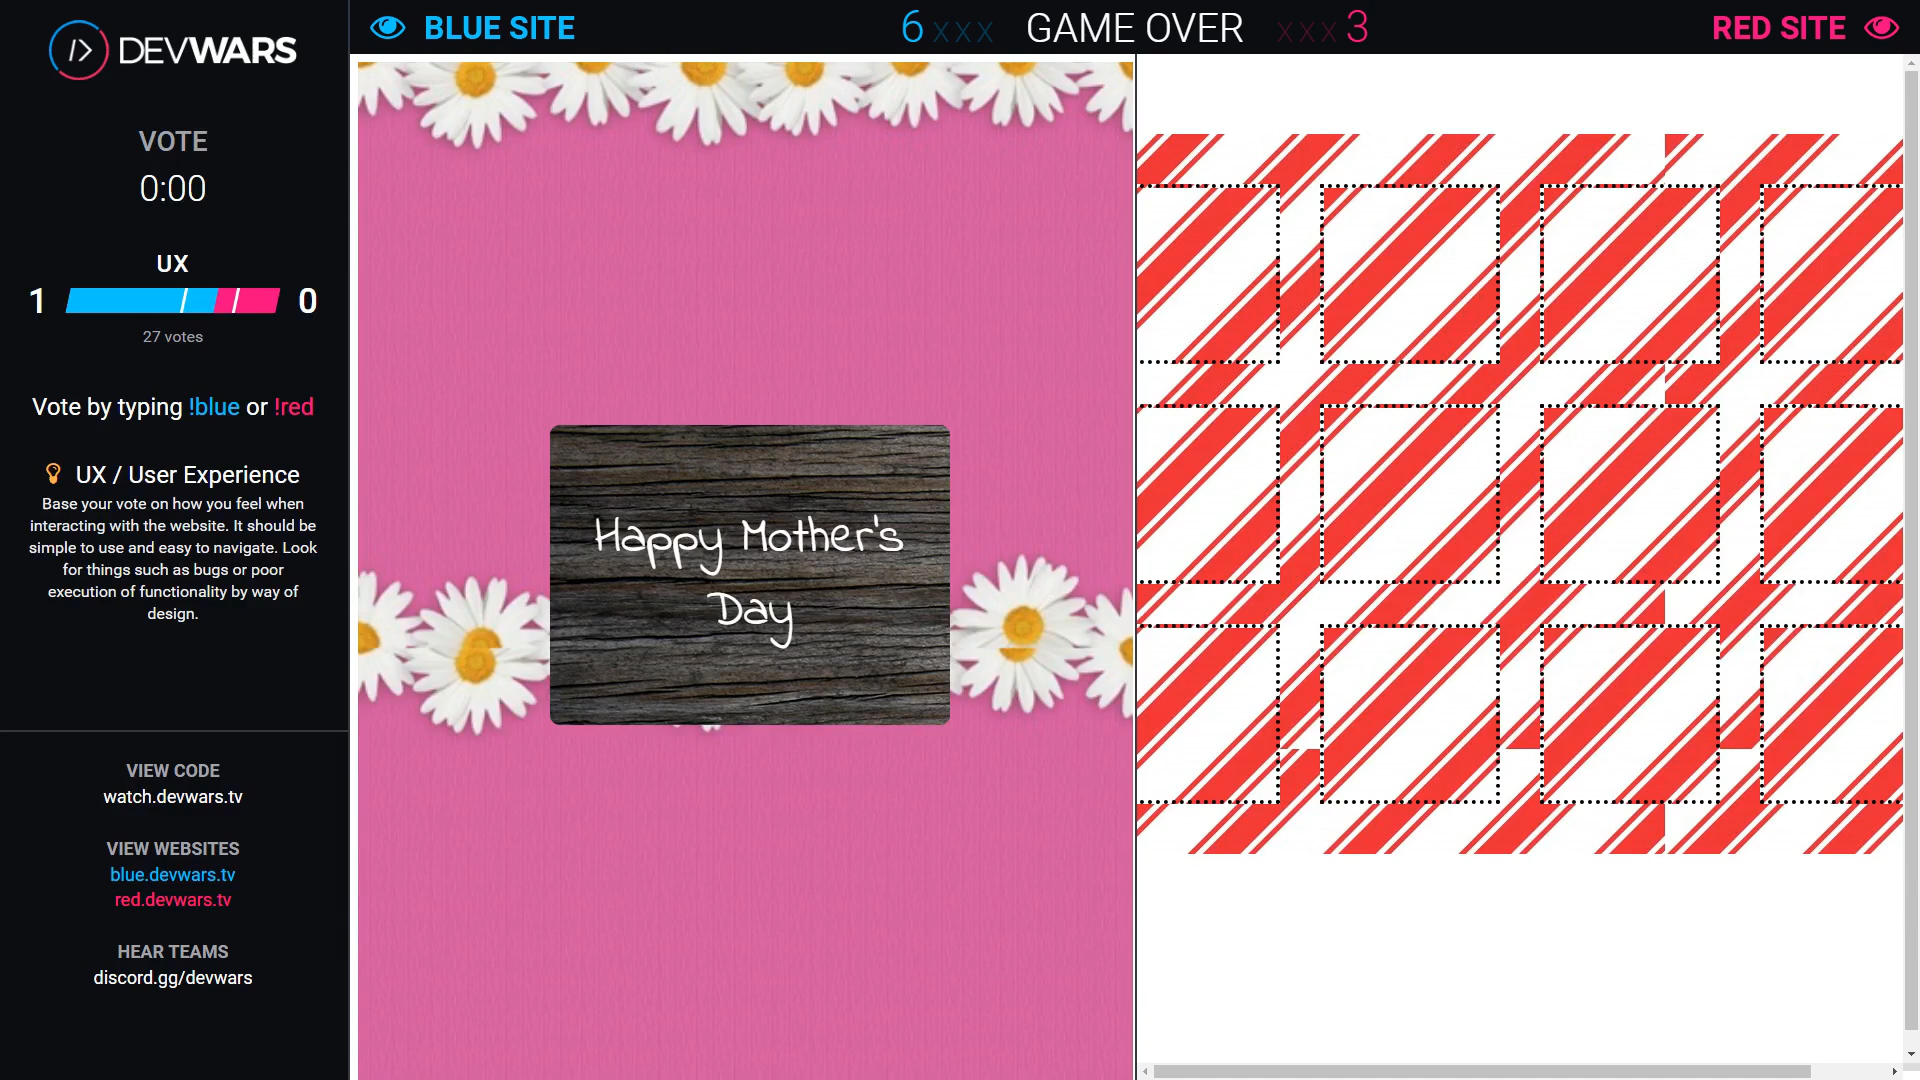 DEVWARS
BLUE SITE
6 xxx GAME OVER xxx 3
RED SITE
VOTE
0:00
UX
1 0
27 votes
Vote by typing !blue or !red
UX / User Experience
Base your vote on how you feel when
interacting with the website. It should be
simple to use and easy to navigate. Look
for things such as bugs or poor
execution of functionality by way of
design.
VIEW CODE
watch.devwars.tv
VIEW WEBSITES
blue.devwars.tv
red.devwars.tv
HEAR TEAMS
discord.gg/devwars
Happy Mother's
Day